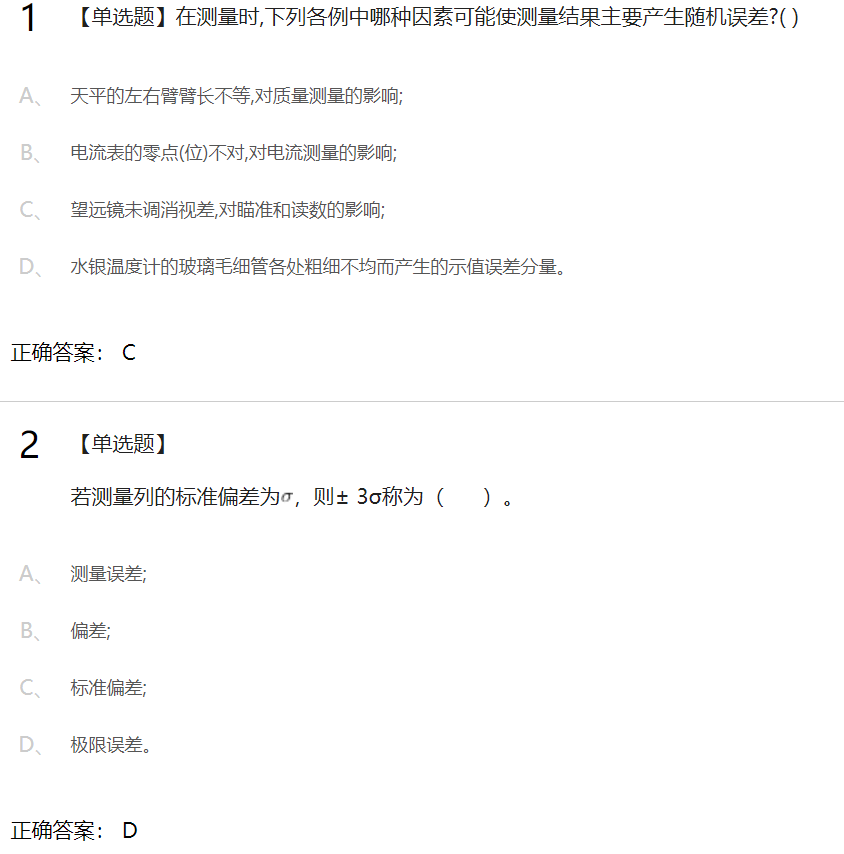 1 【单选题】在测量时,下列各例中哪种因素可能使测量结果主要产生随机误差?( )
A、 天平的左右臂臂长不等,对质量测量的影响;
B、 电流表的零点(位)不对,对电流测量的影响;
C、 望远镜未调消视差,对瞄准和读数的影响;
D、 水银温度计的玻璃毛细管各处粗细不均而产生的示值误差分量。
正确答案： C
2 【单选题】
若测量列的标准偏差为σ，则± 3σ称为（ ）。
A、 测量误差;
B、 偏差;
C、 标准偏差;
D、 极限误差。
正确答案： D